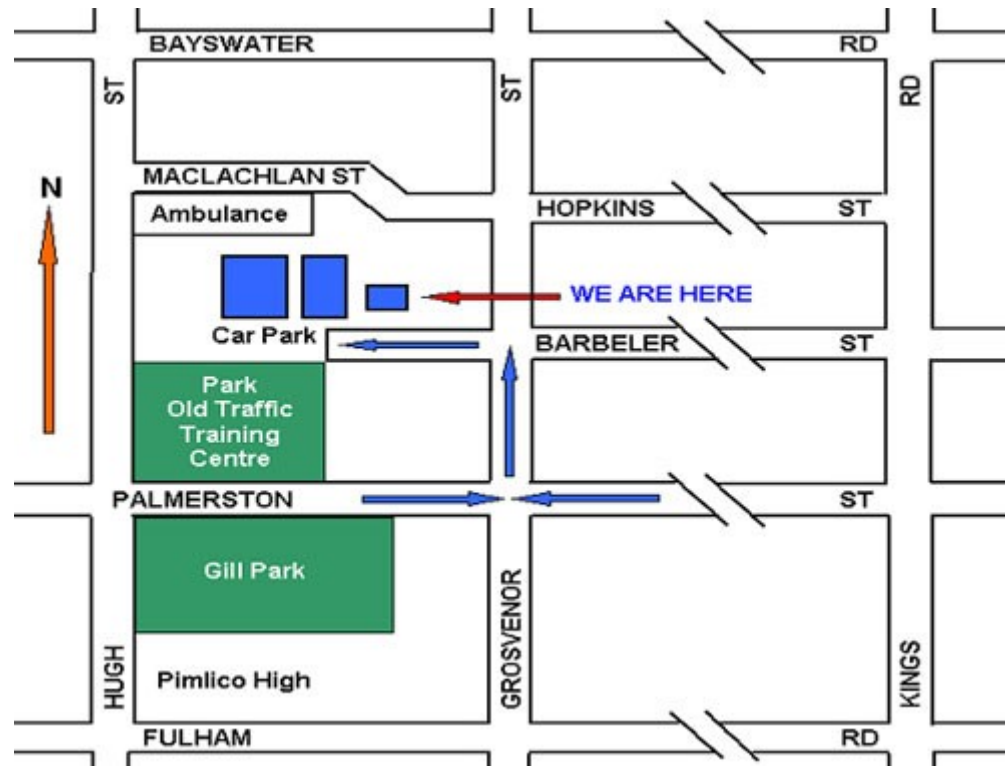 BAYSWATER RD
ST
ST
RD
N
MACLACHLAN ST
Ambulance
HOPKINS ST
WE ARE HERE
Car Park
BARBELER ST
Park
Old Traffic
Training
Centre
PALMERSTON ST
Gill Park
GROSVENOR
HUGH
KINGS
Pimlico High
FULHAM RD